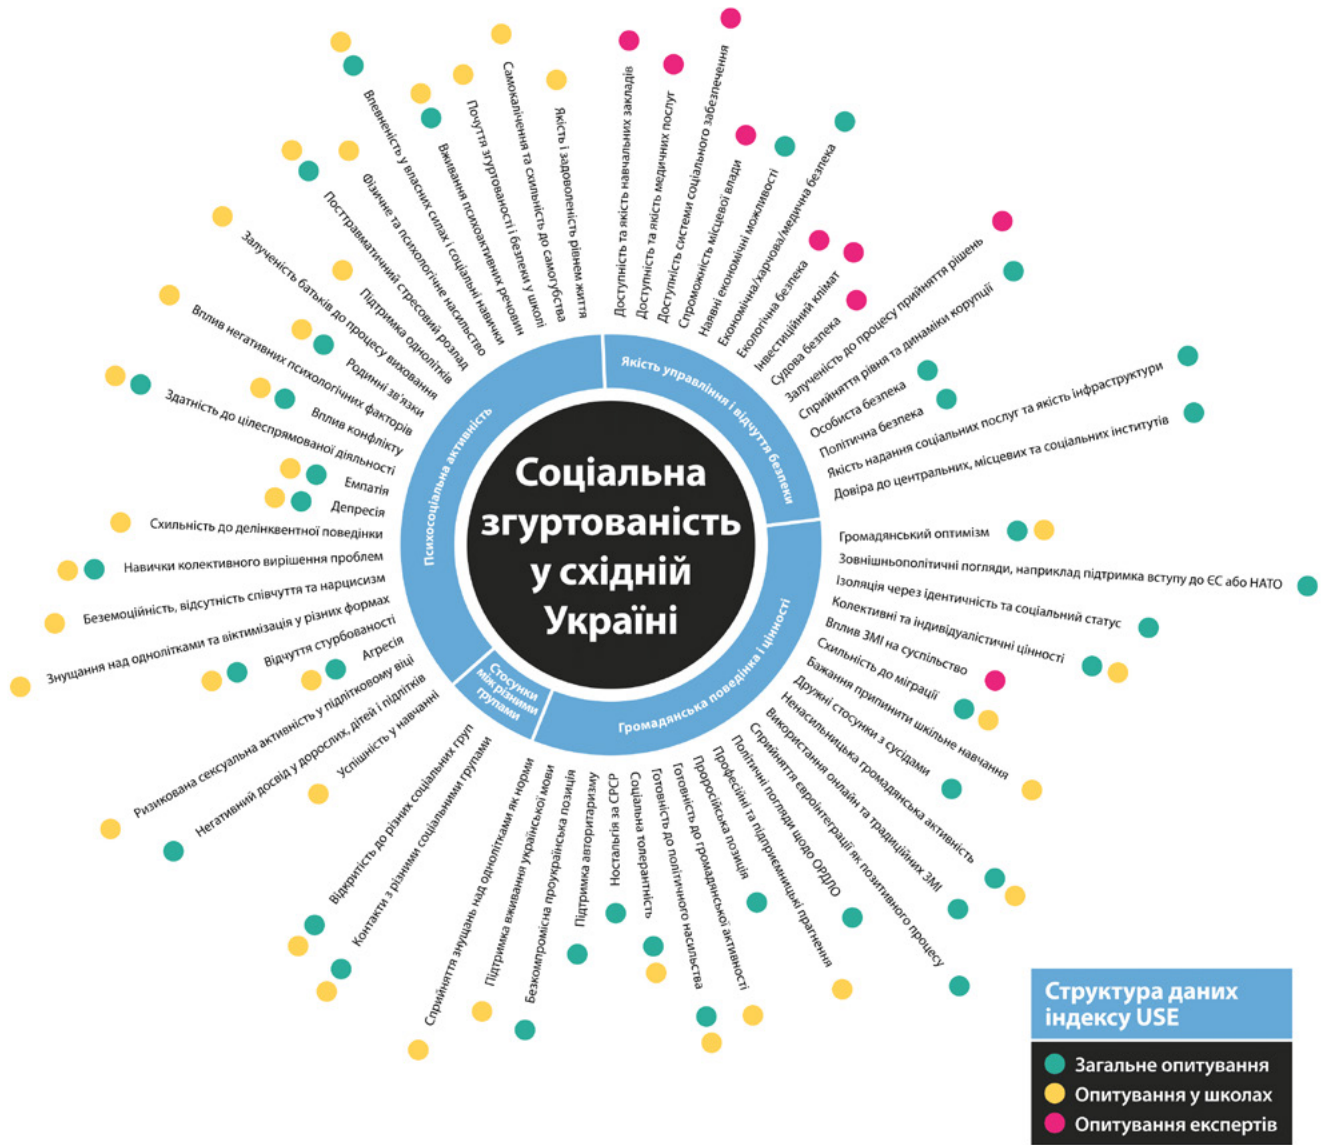 Соціальна
згуртованість
у східній
Україні
Якість управління і відчуття безпеки
Доступність та якість навчальних закладів
Доступність та якість медичних послуг
Доступність системи соціального забезпечення
Спроможність місцевої влади
Наявні економічні можливості
Економічна/харчова/медична безпека
Екологічна безпека
Інвестиційний клімат
Судова безпека
Залученість до процесу прийняття рішень
Сприйняття рівня та динаміки корупції
Особиста безпека
Політична безпека
Якість надання соціальних послуг та якість інфраструктури
Довіра до центральних, місцевих та соціальних інститутів
Громадянська поведінка і цінності
Громадянський оптимізм
Зовнішньополітичні погляди, наприклад підтримка вступу до ЄС або НАТО
Ізоляція через ідентичність та соціальний статус
Колективні та індивідуалістичні цінності
Вплив ЗМІ на суспільство
Схильність до міграції
Бажання припинити шкільне навчання
Дружні стосунки з сусідами
Ненасильницька громадянська активність
Використання онлайн та традиційних ЗМІ
Сприйняття євроінтеграції як позитивного процесу
Політичні погляди щодо ОРДЛО
Професійні та підприємницькі прагнення
Проросійська позиція
Готовність до громадянської активності
Готовність до політичного насильства
Соціальна толерантність
Ностальгія за СРСР
Підтримка авторитаризму
Безкомпромісна проукраїнська позиція
Підтримка вживання української мови
Сприйняття знущань над однолітками як норми
Стосунки
між різними
групами
Контакти з різними соціальними групами
Відкритість до різних соціальних груп
Психосоціальна активність
Успішність у навчанні
Негативний досвід у дорослих, дітей і підлітків
Ризикована сексуальна активність у підлітковому віці
Агресія
Відчуття стурбованості
Знущання над однолітками та віктимізація у різних формах
Беземоційність, відсутність співчуття та нарцисизм
Навички колективного вирішення проблем
Схильність до делінквентної поведінки
Депресія
Емпатія
Здатність до цілеспрямованої діяльності
Вплив конфлікту
Вплив негативних психологічних факторів
Родинні зв'язки
Залученість батьків до процесу виховання
Підтримка однолітків
Посттравматичний стресовий розлад
Фізичне та психологічне насильство
Впевненість у власних силах і соціальні навички
Вживання психоактивних речовин
Почуття згуртованості і безпеки у школі
Самокалічення та схильність до самогубства
Якість і задоволеність рівнем життя
Структура даних
індексу USE
Загальне опитування
Опитування у школах
Опитування експертів